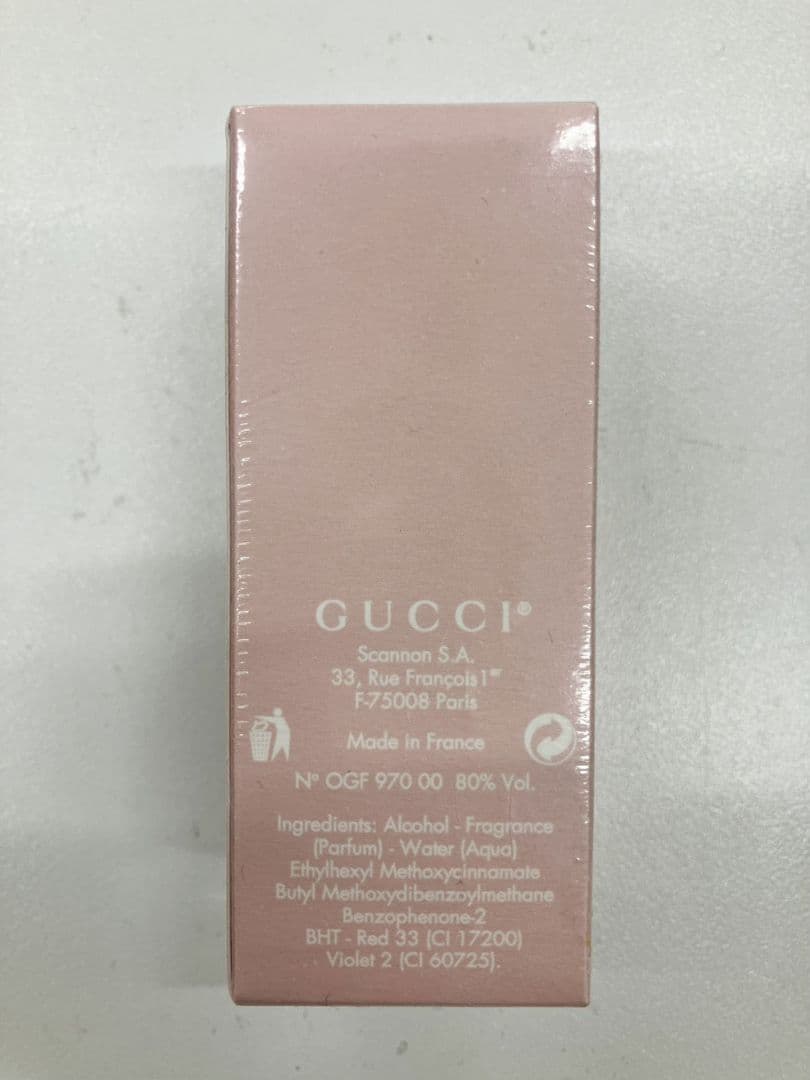 GUCCI®
Scannon S.A.
33, Rue François 1er
F-75008 Paris
Made in France
N° OGF 970 00 80% Vol.
Ingredients: Alcohol - Fragrance
(Parfum) - Water (Aqua)
Ethylhexyl Methoxycinnamate
Butyl Methoxydibenzoylmethane
Benzophenone-2
BHT - Red 33 (CI 17200)
Violet 2 (CI 60725).